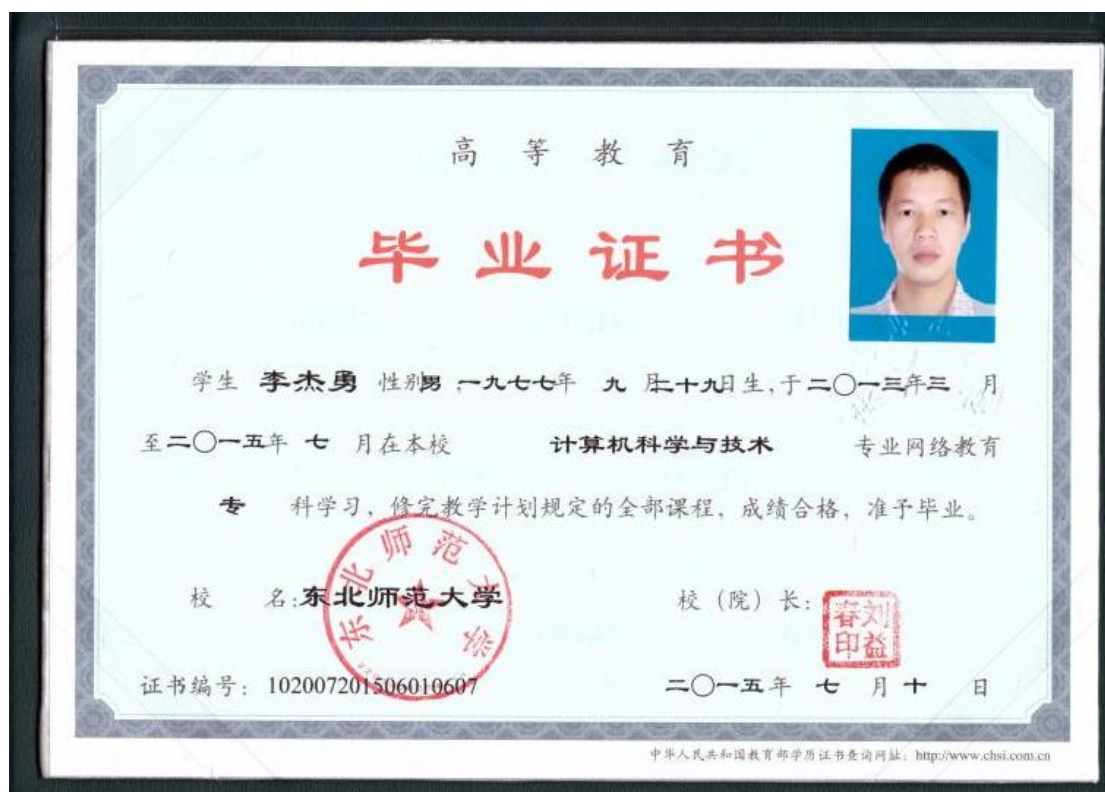 高等教育
毕业证书
学生 李杰勇 性别男,一九七七年 九 月二十九日生,于二〇一三年三 月
至二〇一五年 七 月在本校 计算机科学与技术 专业网络教育
专 科学习,修完教学计划规定的全部课程,成绩合格,准予毕业。
校 名:东北师范大学
东北师范大学
校(院)长:
刘益春印
证书编号:102007201506010607
二〇一五年 七 月十 日
中华人民共和国教育部学历证书查询网址:http://www.chsi.com.cn